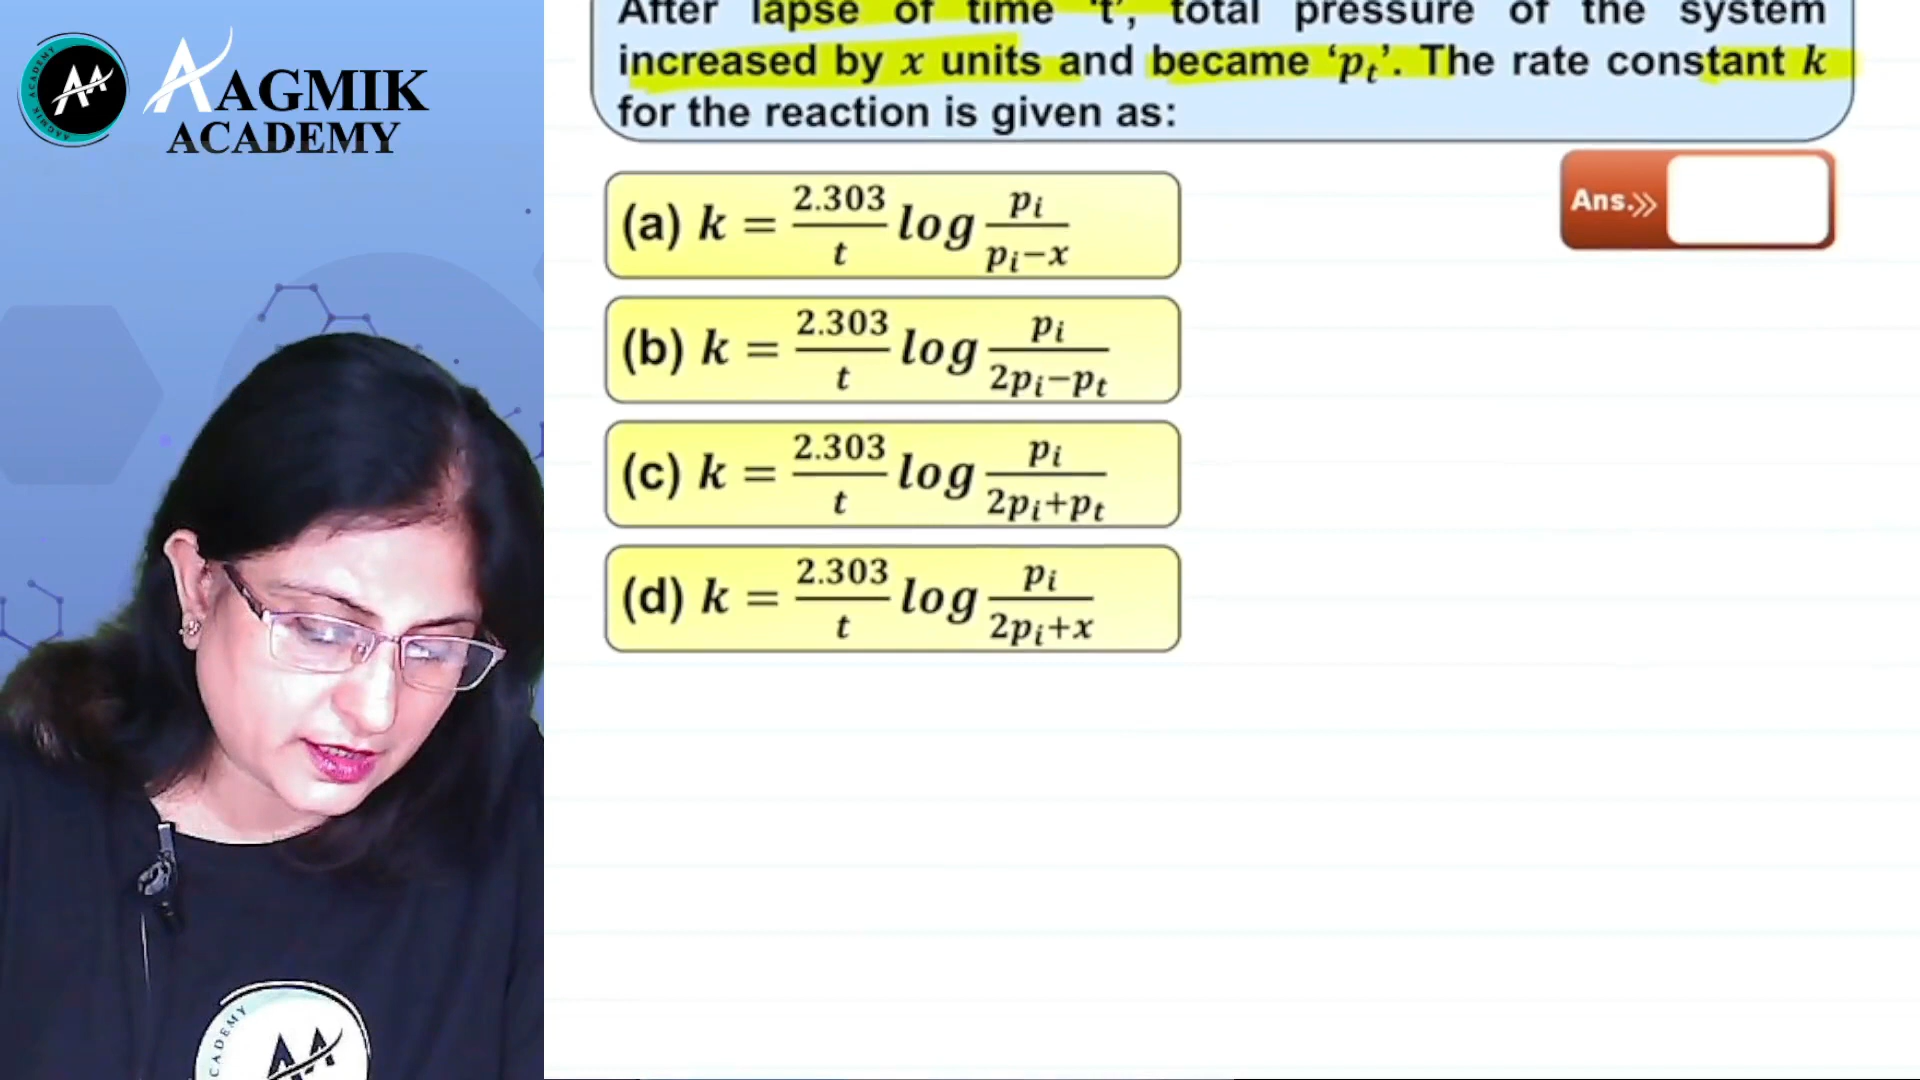 AAGMIK
ACADEMY
After lapse of time ‘t’, total pressure of the system
increased by x units and became ‘pₜ’. The rate constant k
for the reaction is given as:
Ans.
(a) k = 2.303/t log pᵢ/pᵢ−x
(b) k = 2.303/t log pᵢ/2pᵢ−pₜ
(c) k = 2.303/t log pᵢ/2pᵢ+pₜ
(d) k = 2.303/t log pᵢ/2pᵢ+x